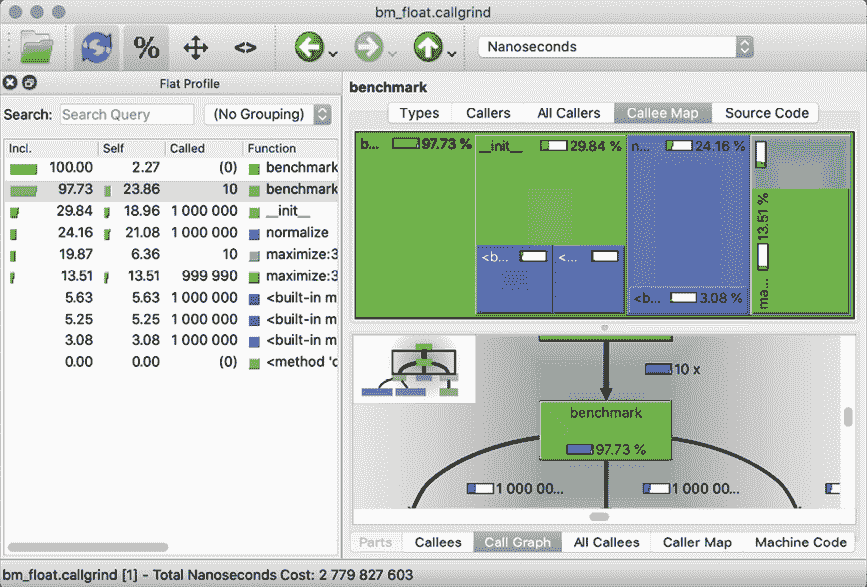 bm_float.callgrind
%
<>
Nanoseconds
Flat Profile
Search: Search Query (No Grouping)
Incl. Self Called Function
100.00 2.27 (0) benchmark
97.73 23.86 10 benchmark
29.84 18.96 1 000 000 __init__
24.16 21.08 1 000 000 normalize
19.87 6.36 10 maximize:3
13.51 13.51 999 990 maximize:3
5.63 5.63 1 000 000 <built-in m
5.25 5.25 1 000 000 <built-in m
3.08 3.08 1 000 000 <built-in m
0.00 0.00 (0) <method 'c
benchmark
Types Callers All Callers Callee Map Source Code
b... 97.73 % __init__ 29.84 % n... 24.16 %
ma... 13.51 %
<b... <...
<b... 3.08 %
10 x
benchmark
97.73 %
1 000 00... 1 000 00...
Parts Callees Call Graph All Callees Caller Map Machine Code
bm_float.callgrind [1] - Total Nanoseconds Cost: 2 779 827 603